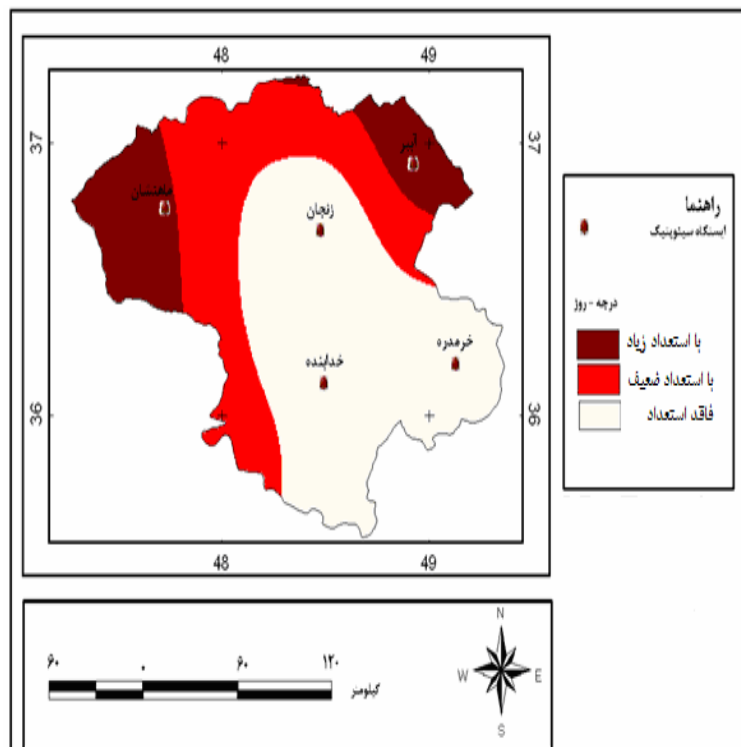 48 49
37 37
آببر
ماهنشان
زنجان
خرمدره
خدابنده
36 36
48 49
راهنما
ایستگاه سینوپتیک
درجه - روز
با استعداد زیاد
با استعداد ضعیف
فاقد استعداد
۶۰ ۰ ۶۰ ۱۲۰
کیلومتر
N
W E
S